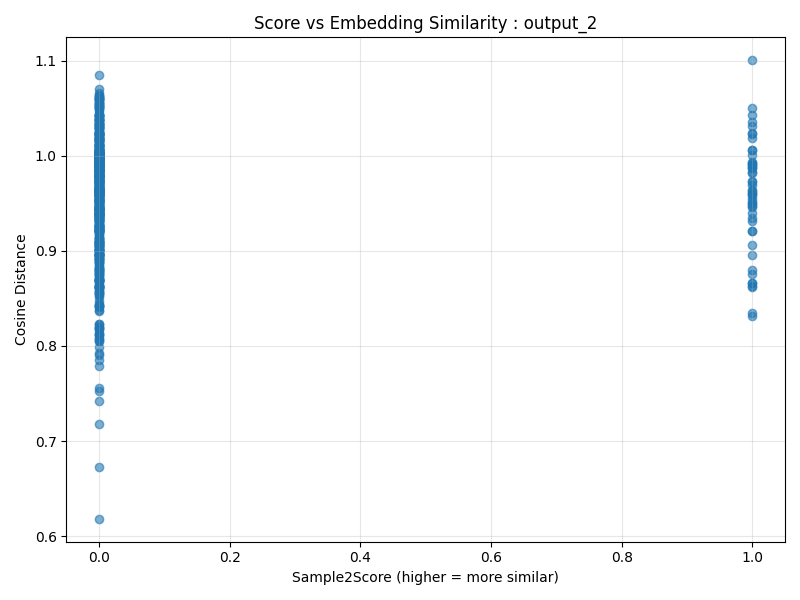 Score vs Embedding Similarity : output_2
Cosine Distance
1.1
1.0
0.9
0.8
0.7
0.6
0.0 0.2 0.4 0.6 0.8 1.0
Sample2Score (higher = more similar)